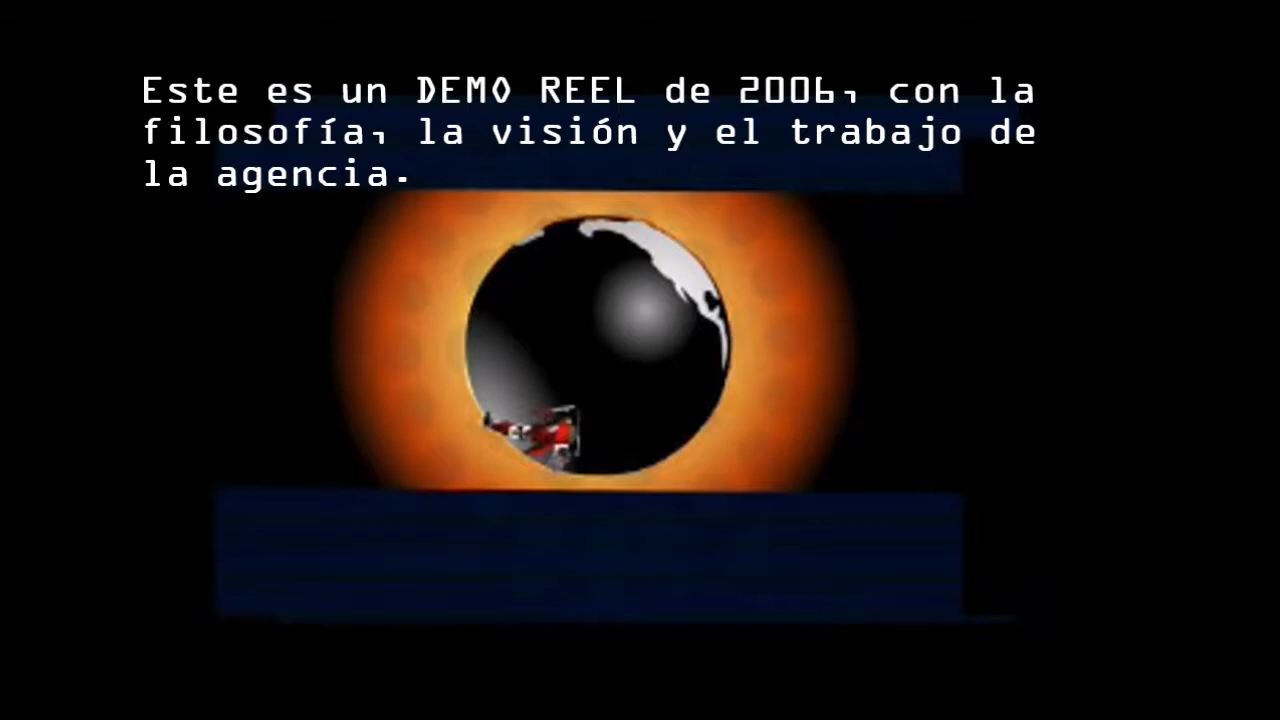 Este es un DEMO REEL de 2006, con la
filosofía, la visión y el trabajo de
la agencia.